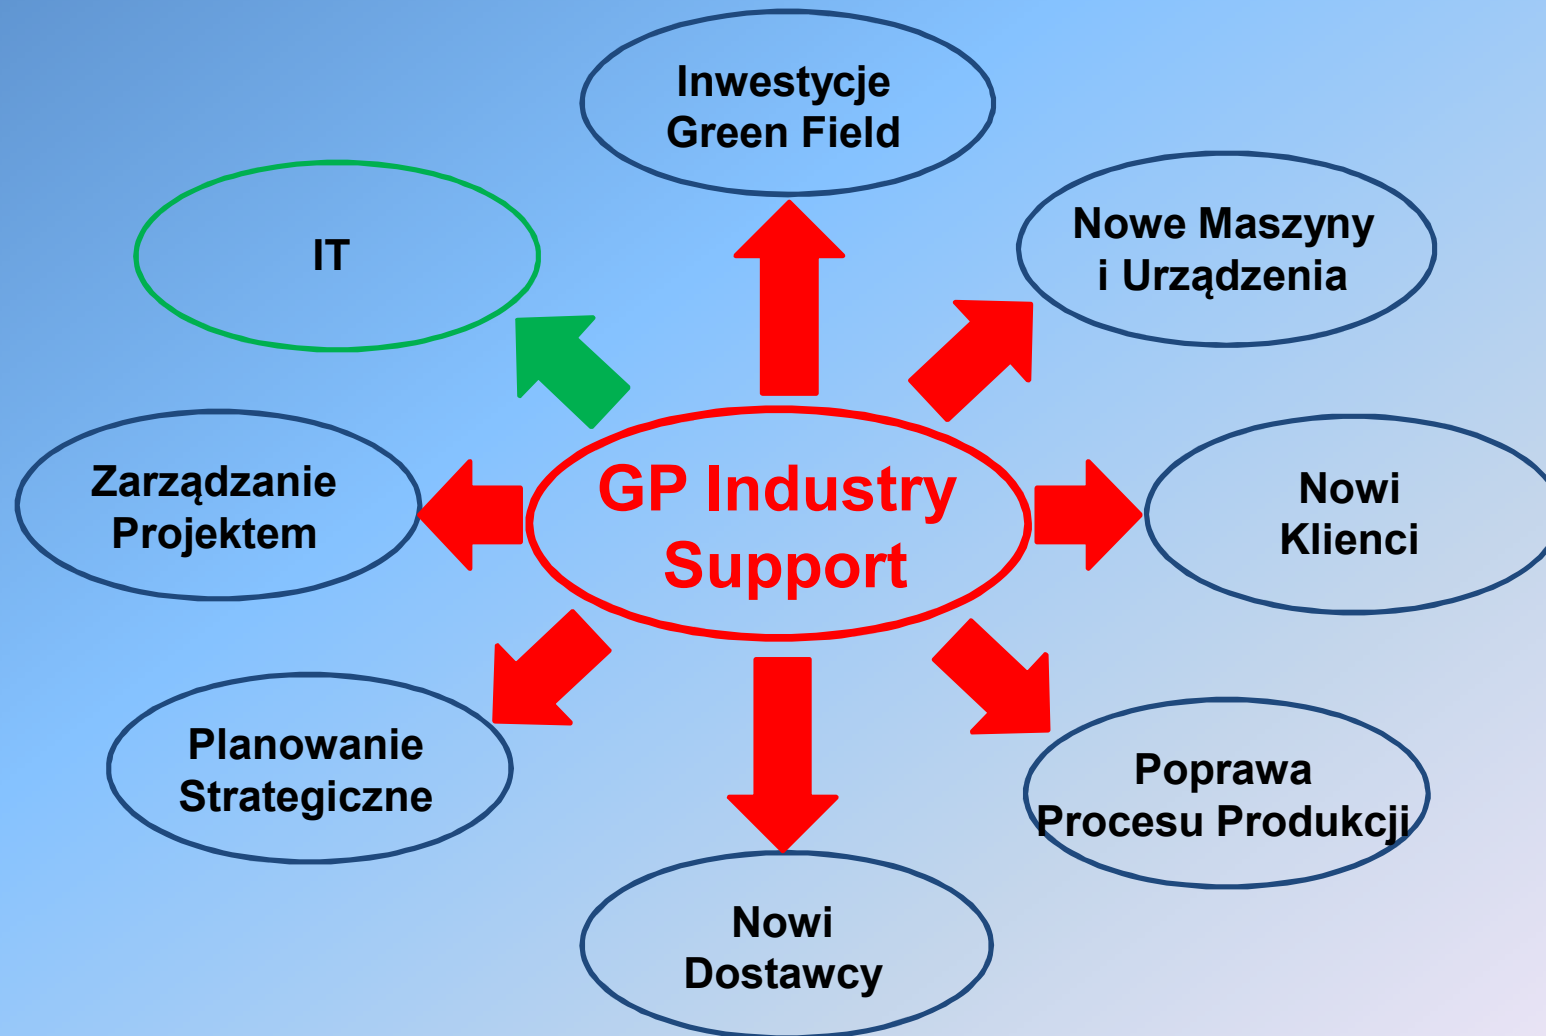 Inwestycje
Green Field
Nowe Maszyny
i Urządzenia
IT
Zarządzanie
Projektem
GP Industry
Support
Nowi
Klienci
Planowanie
Strategiczne
Poprawa
Procesu Produkcji
Nowi
Dostawcy